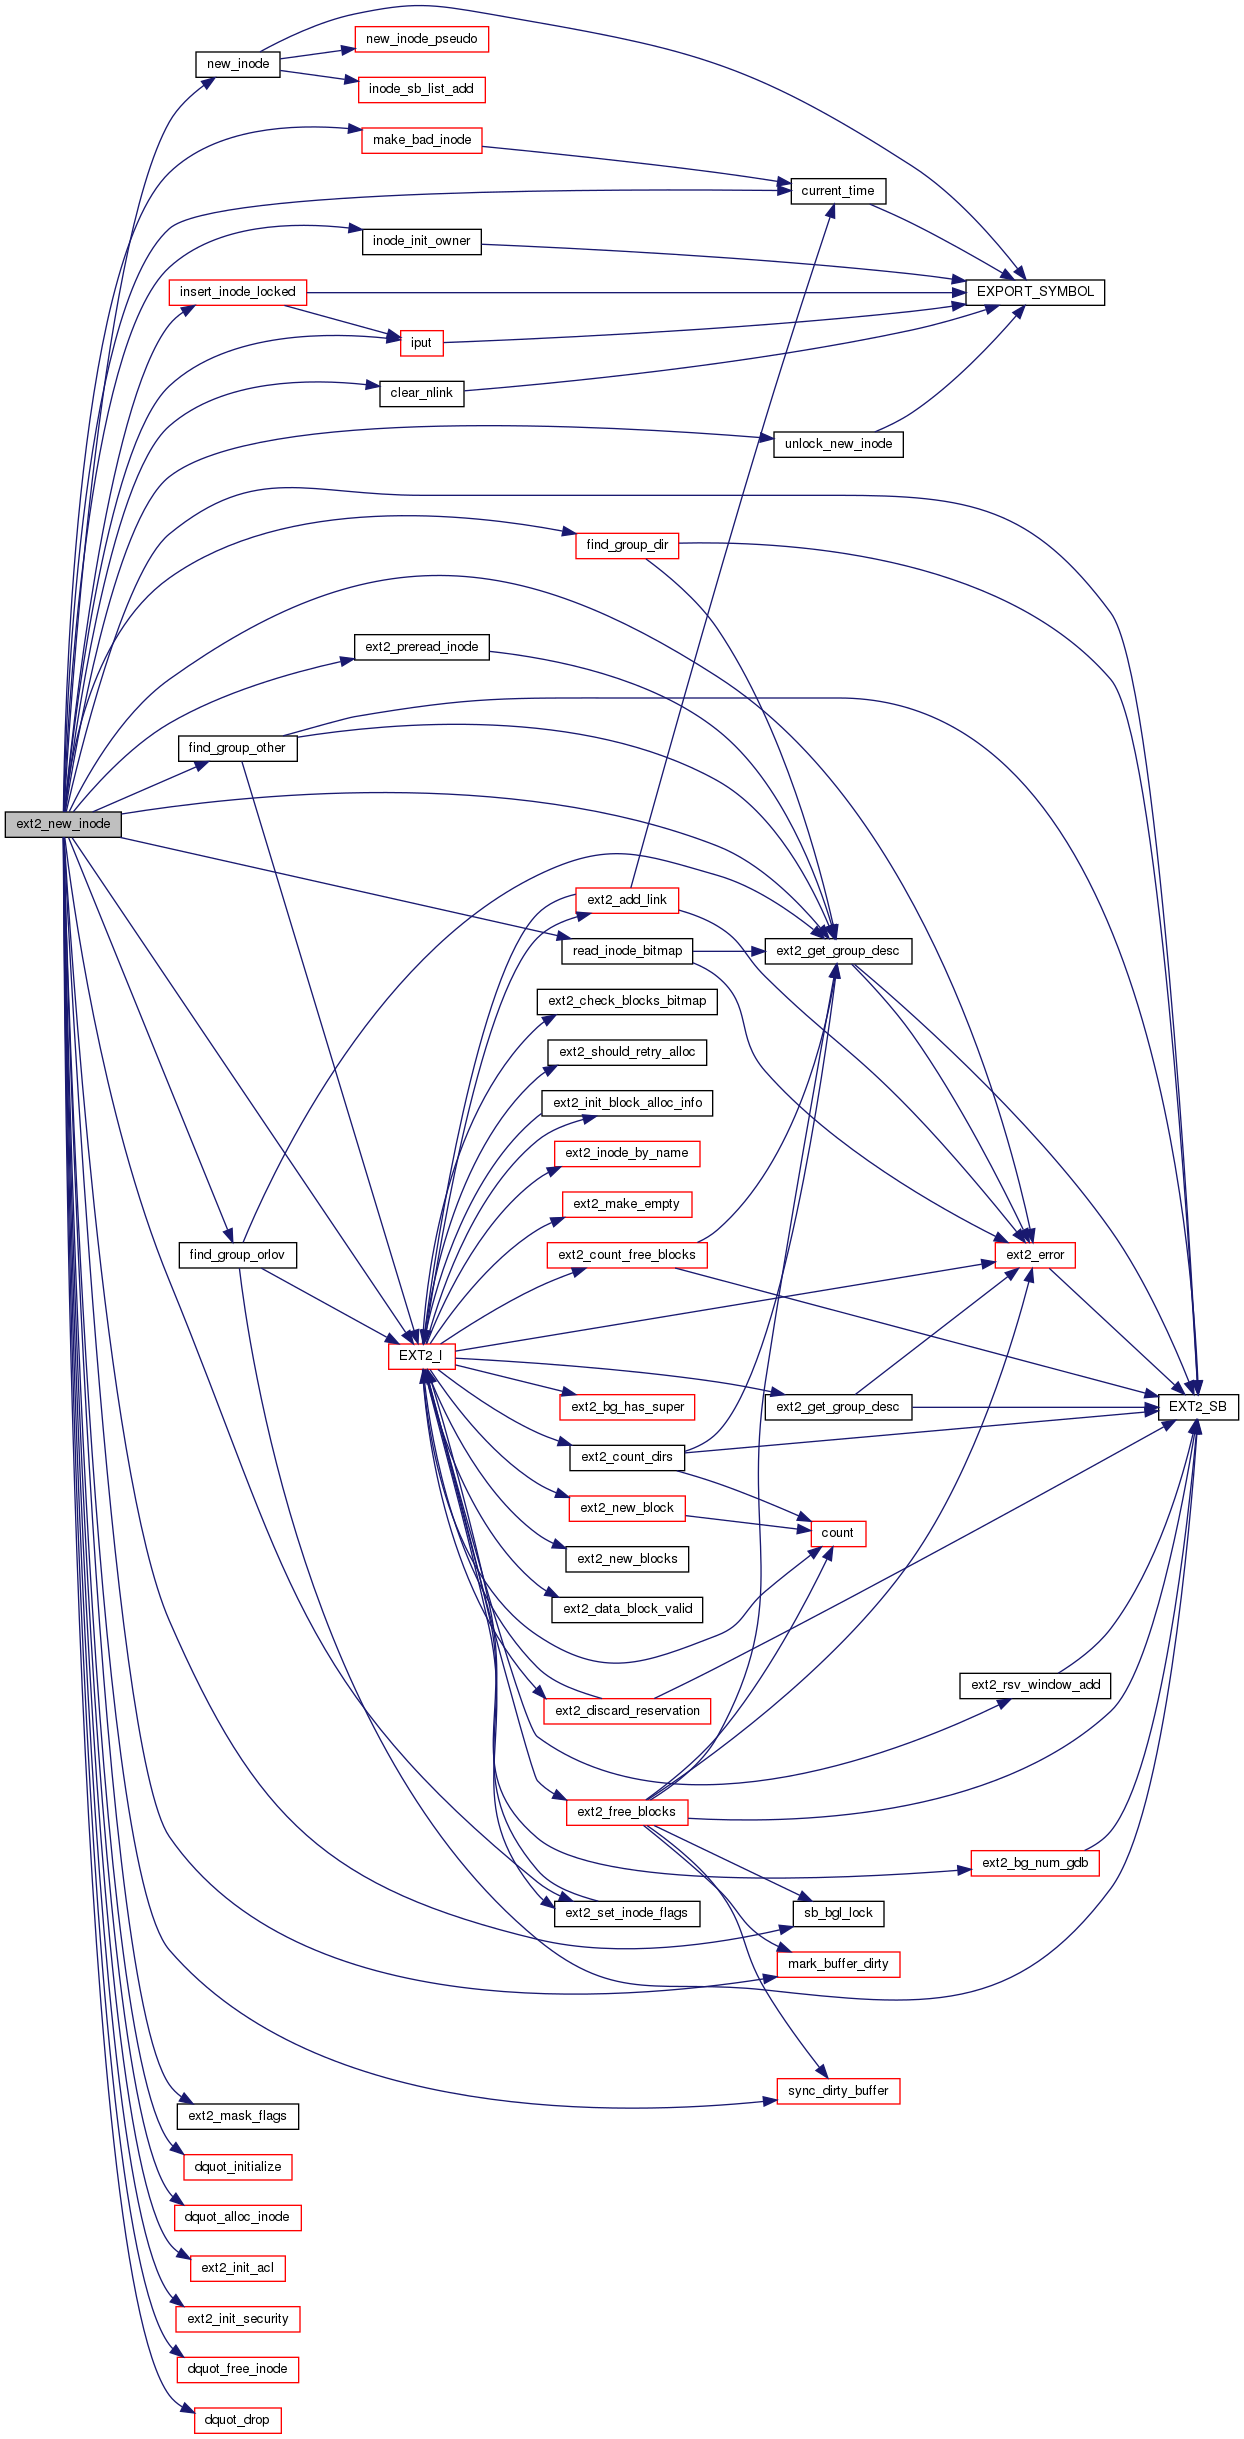 new_inode_pseudo
new_inode
inode_sb_list_add
make_bad_inode
current_time
inode_init_owner
insert_inode_locked
EXPORT_SYMBOL
iput
clear_nlink
unlock_new_inode
find_group_dir
ext2_preread_inode
find_group_other
ext2_new_inode
ext2_add_link
read_inode_bitmap
ext2_get_group_desc
ext2_check_blocks_bitmap
ext2_should_retry_alloc
ext2_init_block_alloc_info
ext2_inode_by_name
ext2_make_empty
find_group_orlov
ext2_count_free_blocks
ext2_error
EXT2_I
ext2_bg_has_super
ext2_get_group_desc
EXT2_SB
ext2_count_dirs
ext2_new_block
count
ext2_new_blocks
ext2_data_block_valid
ext2_rsv_window_add
ext2_discard_reservation
ext2_free_blocks
ext2_bg_num_gdb
ext2_set_inode_flags
sb_bgl_lock
mark_buffer_dirty
sync_dirty_buffer
ext2_mask_flags
dquot_initialize
dquot_alloc_inode
ext2_init_acl
ext2_init_security
dquot_free_inode
dquot_drop